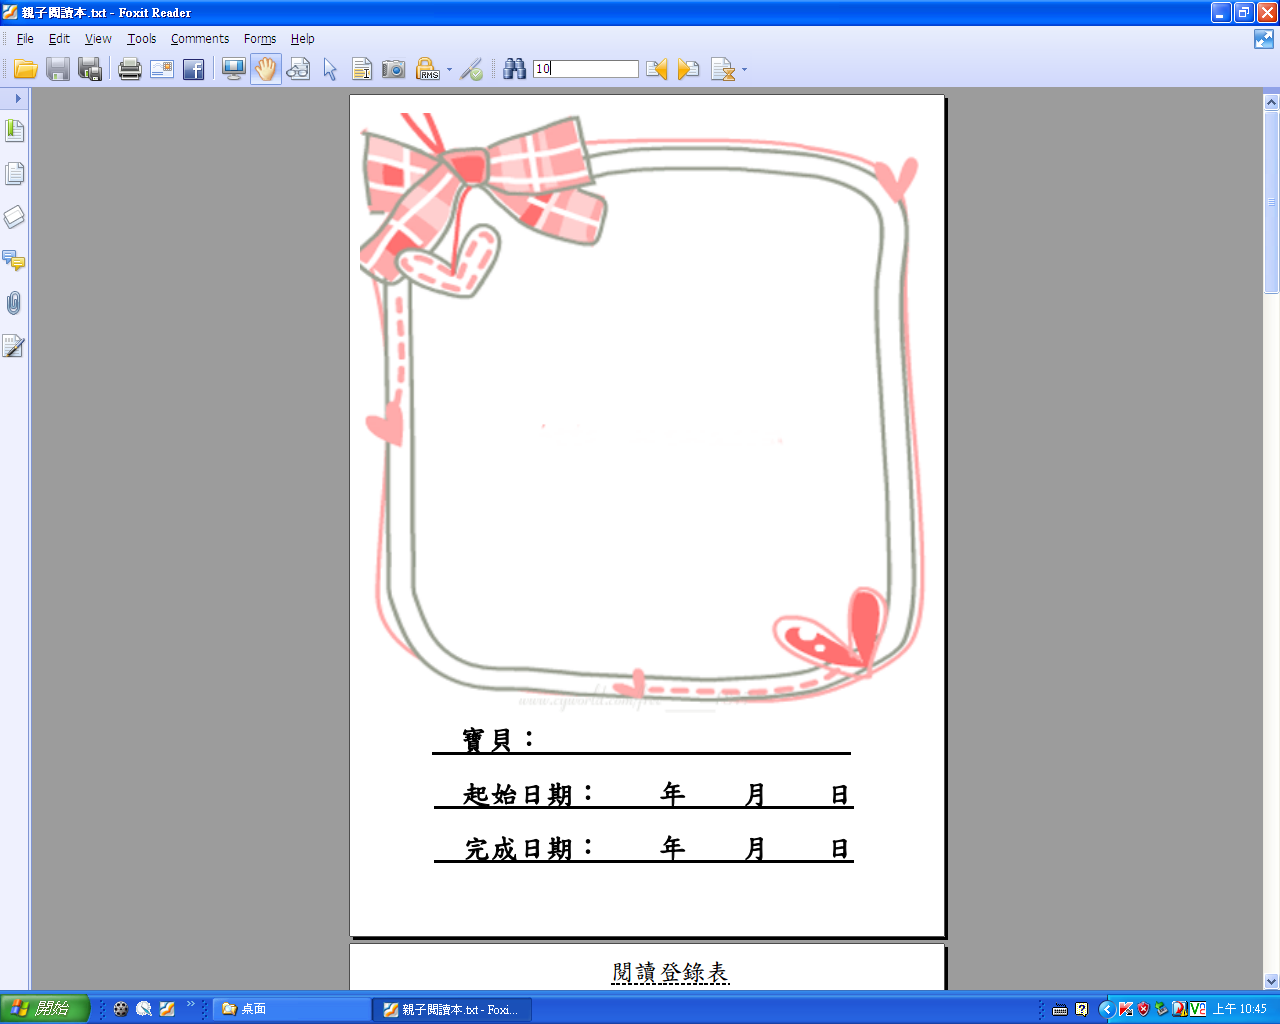 親子閱讀本.txt - Foxit Reader
File Edit View Tools Comments Forms Help
RMS 10
寶貝：
起始日期： 年 月 日
完成日期： 年 月 日
閱讀登錄表
開始 桌面 親子閱讀本.txt - Foxi... 上午 10:45